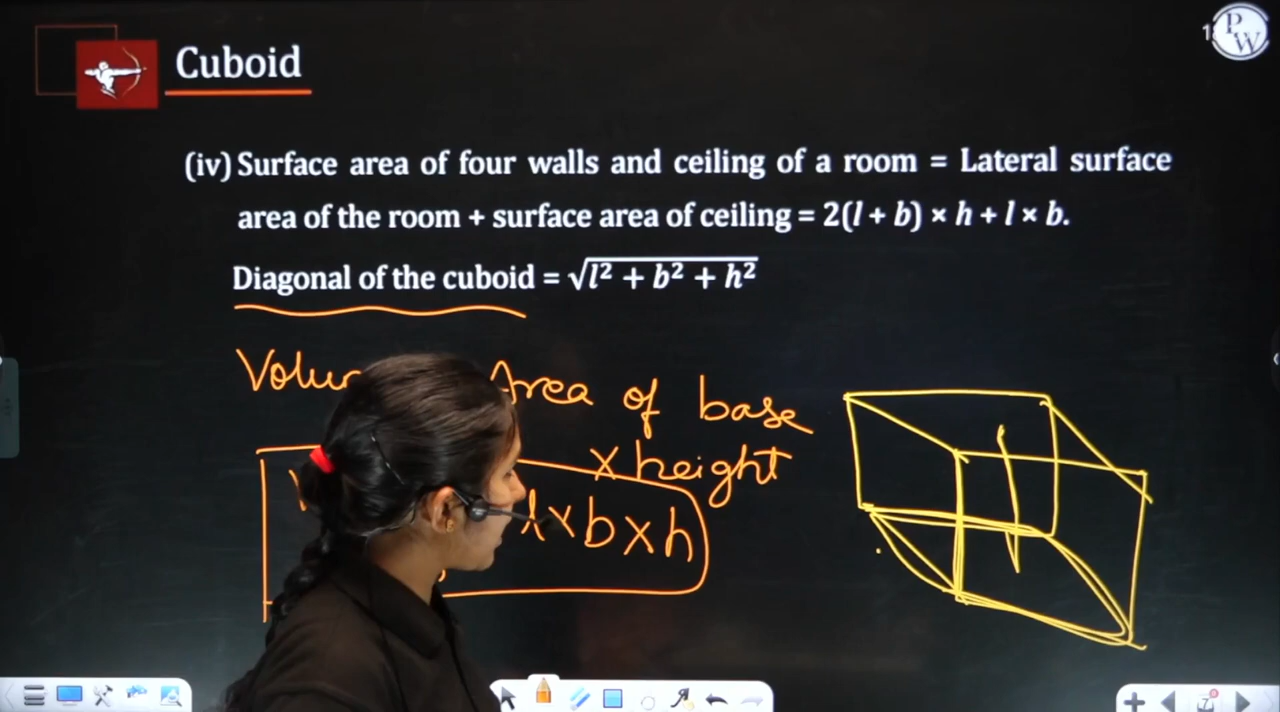 Cuboid
PW
(iv) Surface area of four walls and ceiling of a room = Lateral surface
area of the room + surface area of ceiling = 2(l + b) × h + l × b.
Diagonal of the cuboid = √l² + b² + h²
Area of base
× height
l × b × h